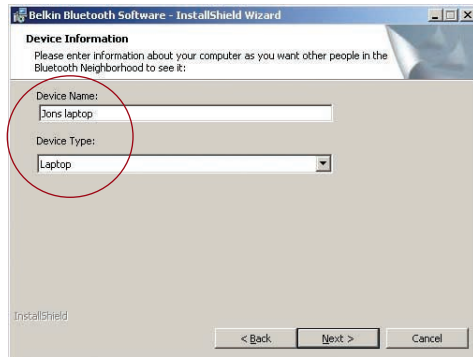 Belkin Bluetooth Software - InstallShield Wizard
Device Information
Please enter information about your computer as you want other people in the
Bluetooth Neighborhood to see it:
Device Name:
Jons laptop
Device Type:
Laptop
InstallShield
< Back Next > Cancel